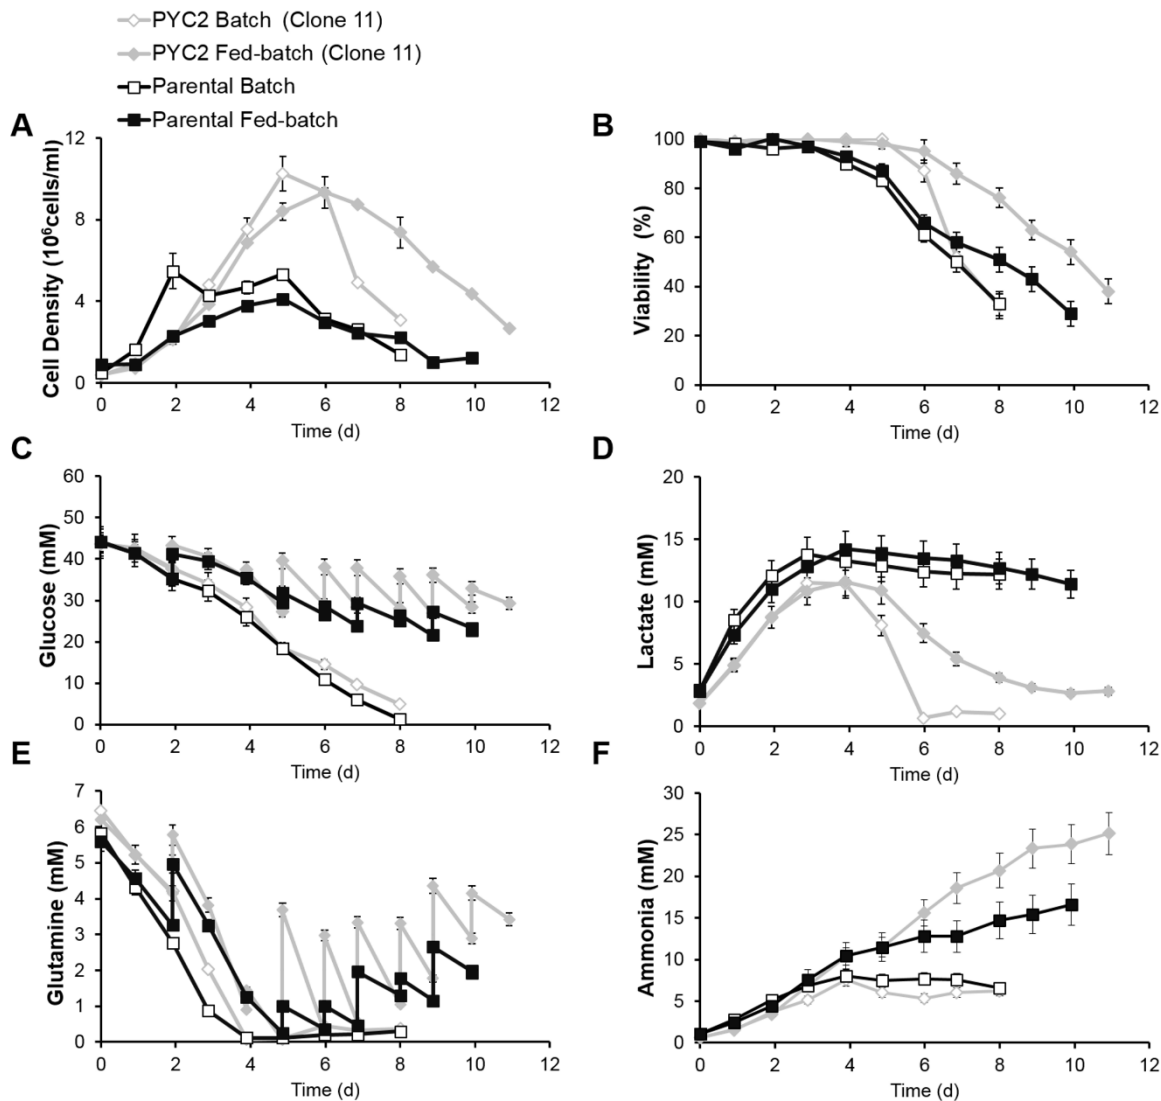 PYC2 Batch (Clone 11)
PYC2 Fed-batch (Clone 11)
Parental Batch
Parental Fed-batch
A
Cell Density (10⁶cells/ml)
12
8
4
0
0 2 4 6 8 10 12
Time (d)
B
Viability (%)
100
80
60
40
20
0
0 2 4 6 8 10 12
Time (d)
C
Glucose (mM)
60
50
40
30
20
10
0
0 2 4 6 8 10 12
Time (d)
D
Lactate (mM)
20
15
10
5
0
0 2 4 6 8 10 12
Time (d)
E
Glutamine (mM)
7
6
5
4
3
2
1
0
0 2 4 6 8 10 12
Time (d)
F
Ammonia (mM)
30
25
20
15
10
5
0
0 2 4 6 8 10 12
Time (d)